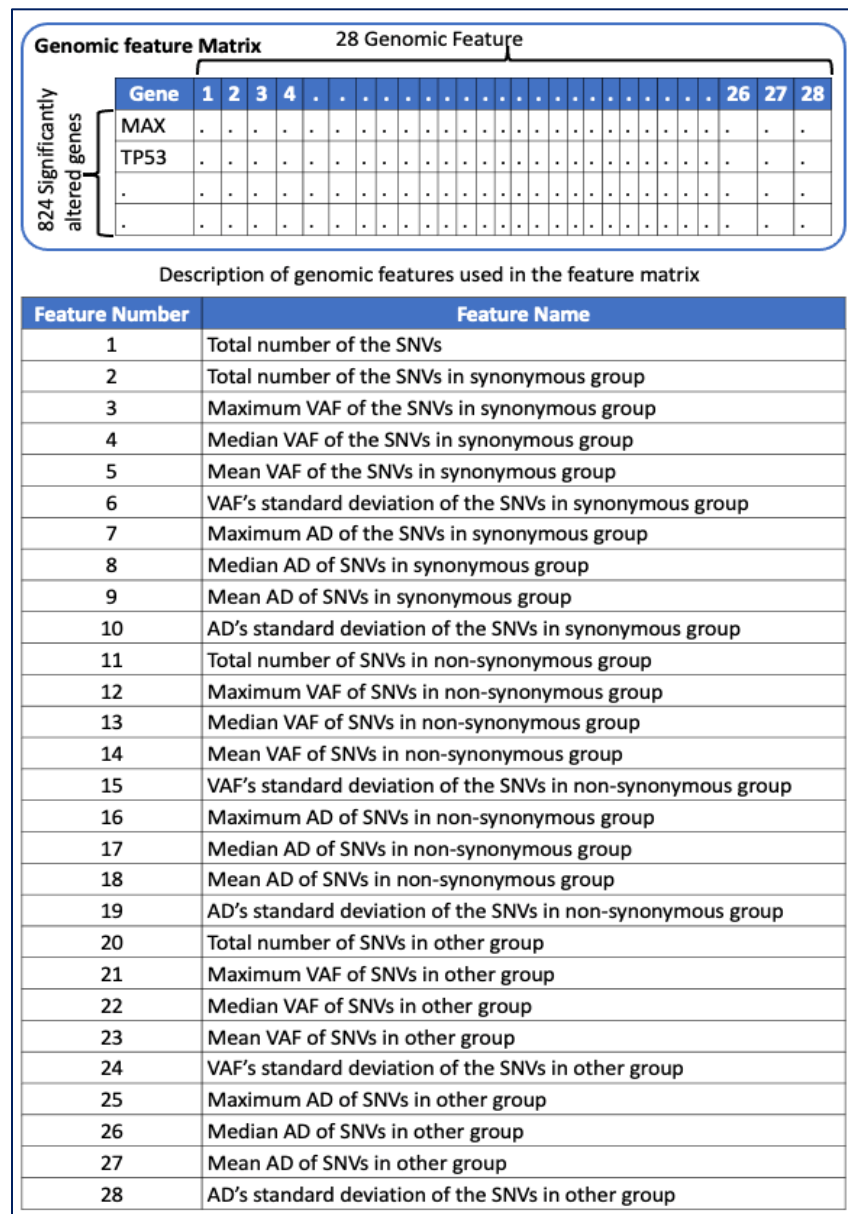 28 Genomic Feature
Genomic feature Matrix
824 Significantly
altered genes
Gene 1 2 3 4 . . . . . . . . . . . . . . . . . . . . . . 26 27 28
MAX . . . . . . . . . . . . . . . . . . . . . . . . . . . . .
TP53 . . . . . . . . . . . . . . . . . . . . . . . . . . . . .
. . . . . . . . . . . . . . . . . . . . . . . . . . . . . .
. . . . . . . . . . . . . . . . . . . . . . . . . . . . . .
Description of genomic features used in the feature matrix
Feature Number Feature Name
1 Total number of the SNVs
2 Total number of the SNVs in synonymous group
3 Maximum VAF of the SNVs in synonymous group
4 Median VAF of the SNVs in synonymous group
5 Mean VAF of the SNVs in synonymous group
6 VAF's standard deviation of the SNVs in synonymous group
7 Maximum AD of the SNVs in synonymous group
8 Median AD of SNVs in synonymous group
9 Mean AD of SNVs in synonymous group
10 AD's standard deviation of the SNVs in synonymous group
11 Total number of SNVs in non-synonymous group
12 Maximum VAF of SNVs in non-synonymous group
13 Median VAF of SNVs in non-synonymous group
14 Mean VAF of SNVs in non-synonymous group
15 VAF's standard deviation of the SNVs in non-synonymous group
16 Maximum AD of SNVs in non-synonymous group
17 Median AD of SNVs in non-synonymous group
18 Mean AD of SNVs in non-synonymous group
19 AD's standard deviation of the SNVs in non-synonymous group
20 Total number of SNVs in other group
21 Maximum VAF of SNVs in other group
22 Median VAF of SNVs in other group
23 Mean VAF of SNVs in other group
24 VAF's standard deviation of the SNVs in other group
25 Maximum AD of SNVs in other group
26 Median AD of SNVs in other group
27 Mean AD of SNVs in other group
28 AD's standard deviation of the SNVs in other group